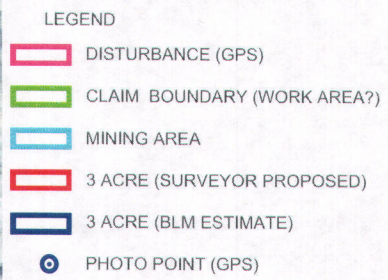 LEGEND
DISTURBANCE (GPS)
CLAIM BOUNDARY (WORK AREA?)
MINING AREA
3 ACRE (SURVEYOR PROPOSED)
3 ACRE (BLM ESTIMATE)
PHOTO POINT (GPS)